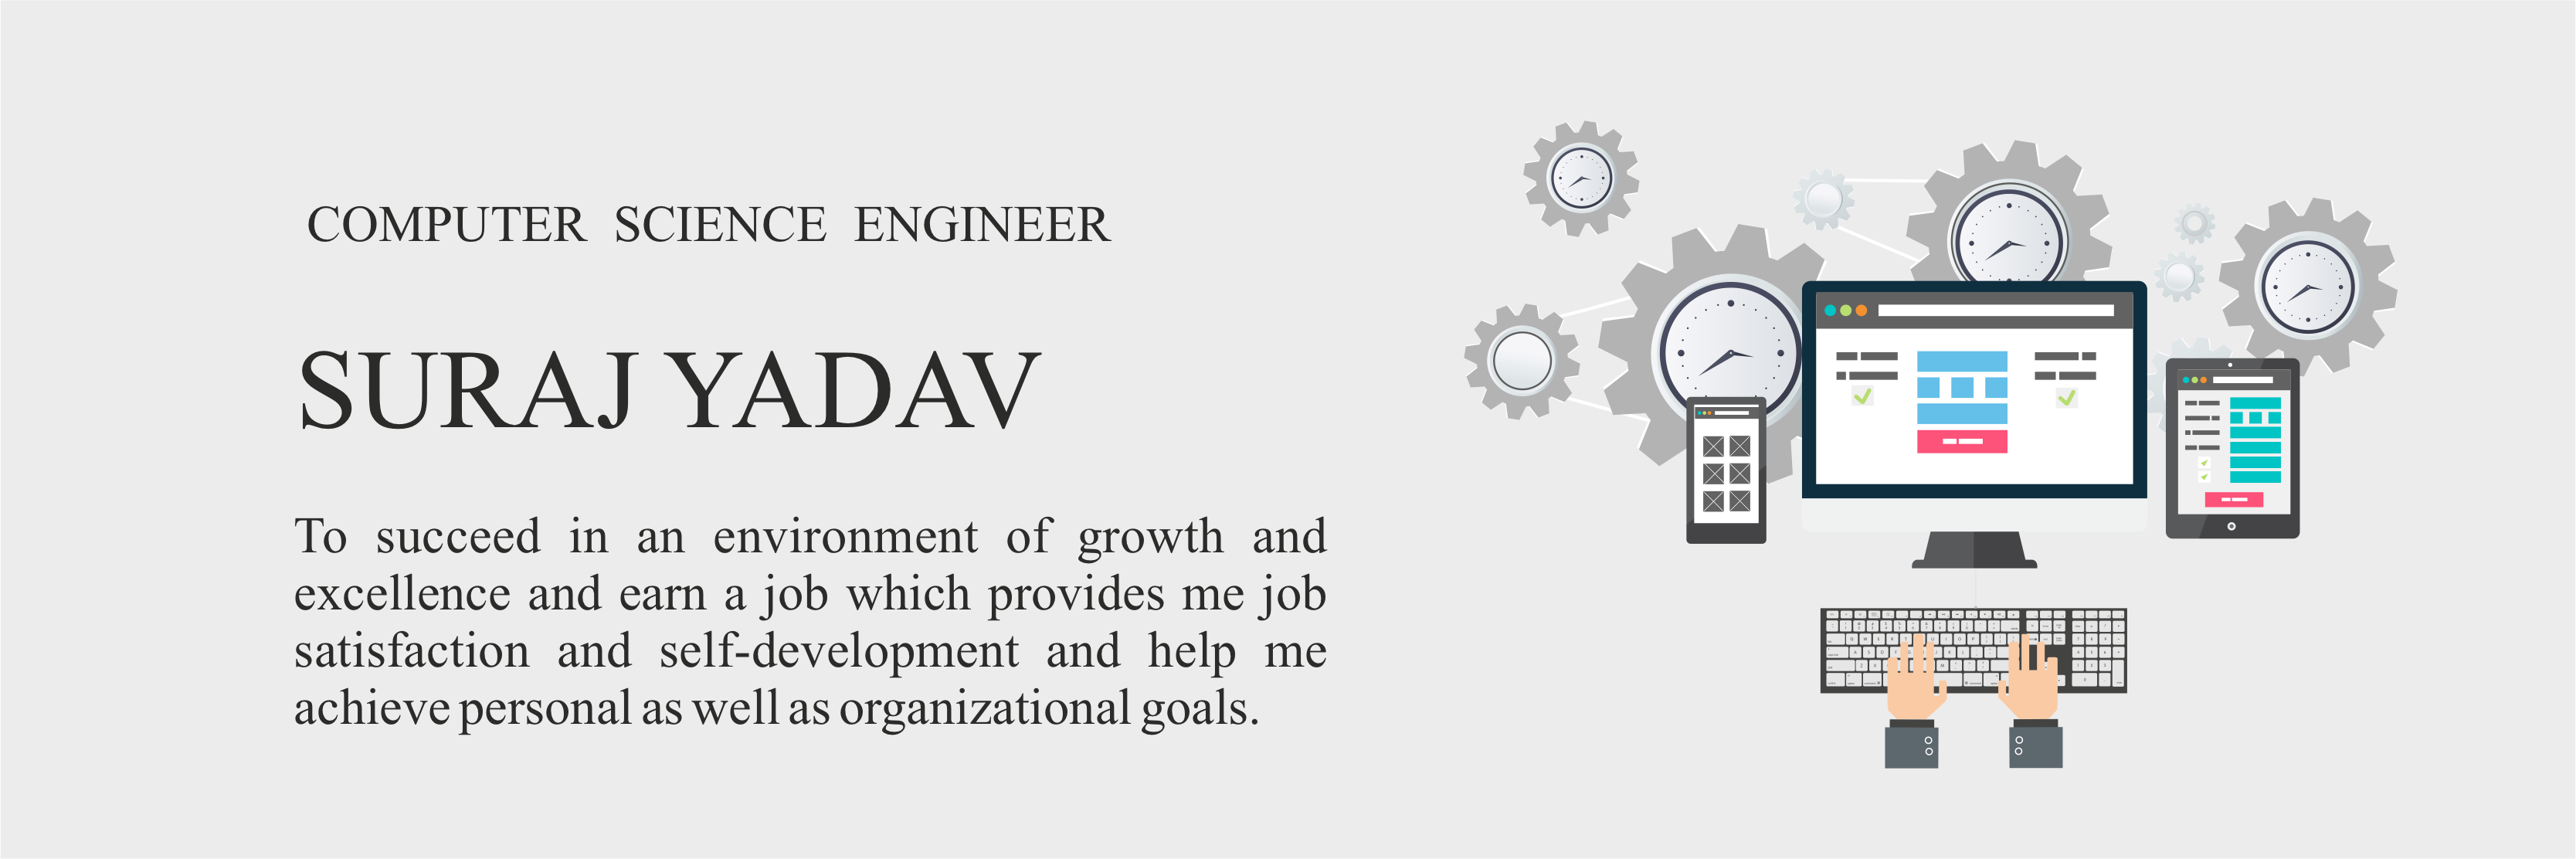 COMPUTER SCIENCE ENGINEER
SURAJ YADAV
To succeed in an environment of growth and
excellence and earn a job which provides me job
satisfaction and self-development and help me
achieve personal as well as organizational goals.